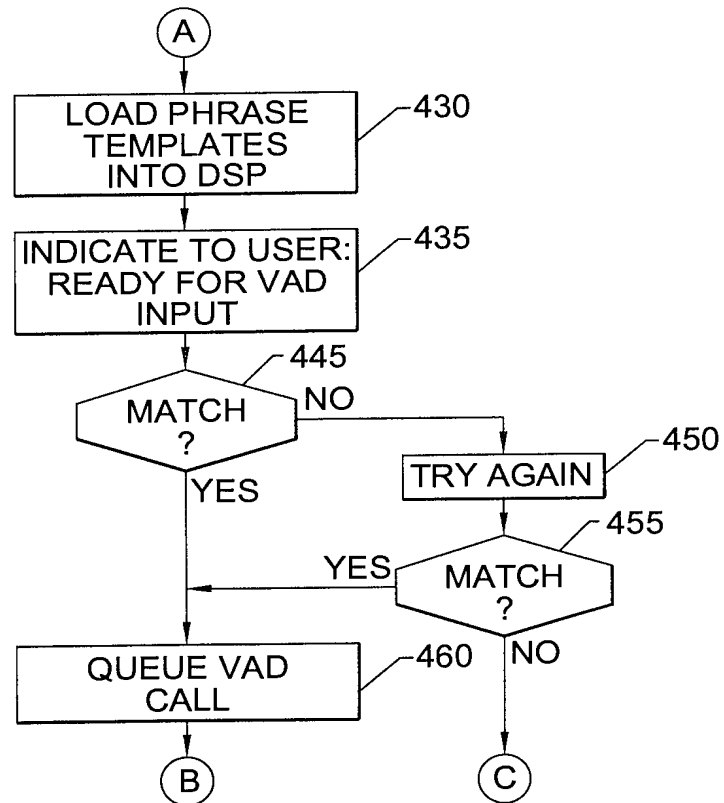 A
LOAD PHRASE
TEMPLATES
INTO DSP
430
INDICATE TO USER:
READY FOR VAD
INPUT
435
445
MATCH
?
NO
YES
TRY AGAIN
450
455
YES
MATCH
?
NO
QUEUE VAD
CALL
460
B
C